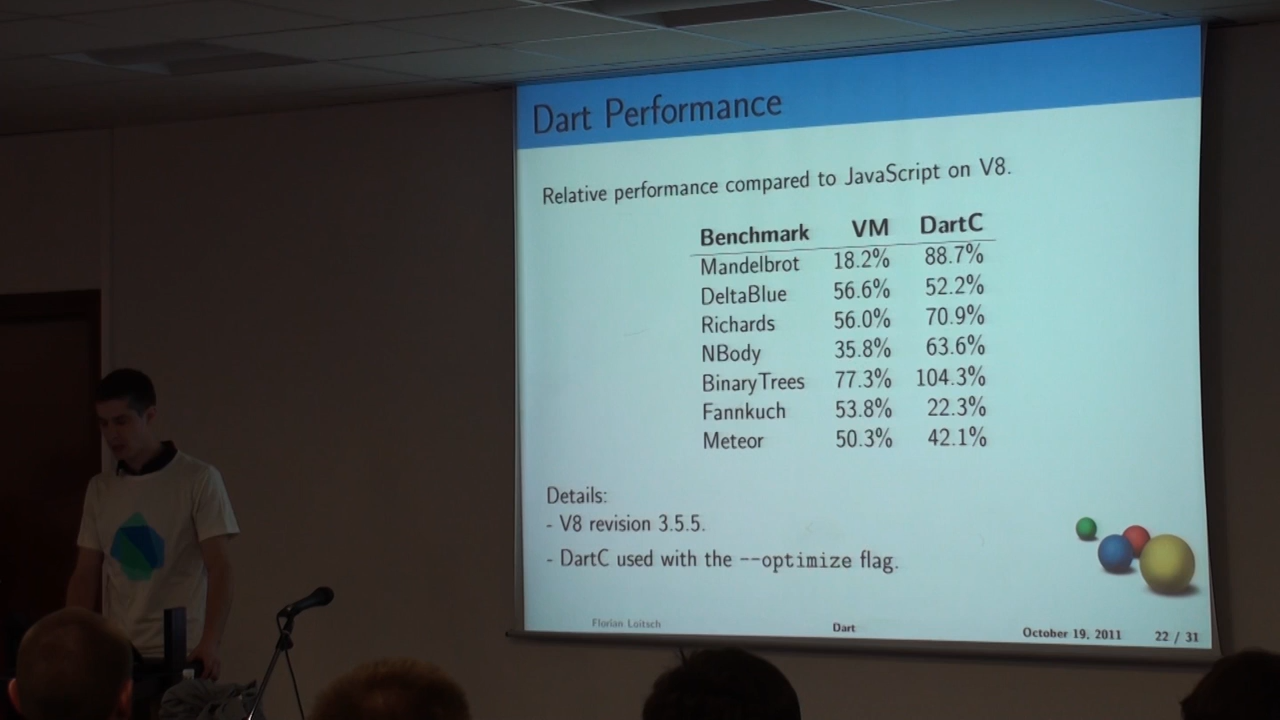 Dart Performance
Relative performance compared to JavaScript on V8.
Benchmark VM DartC
Mandelbrot 18.2% 88.7%
DeltaBlue 56.6% 52.2%
Richards 56.0% 70.9%
NBody 35.8% 63.6%
BinaryTrees 77.3% 104.3%
Fannkuch 53.8% 22.3%
Meteor 50.3% 42.1%
Details:
- V8 revision 3.5.5.
- DartC used with the --optimize flag.
Florian Loitsch Dart October 19, 2011 22 / 31